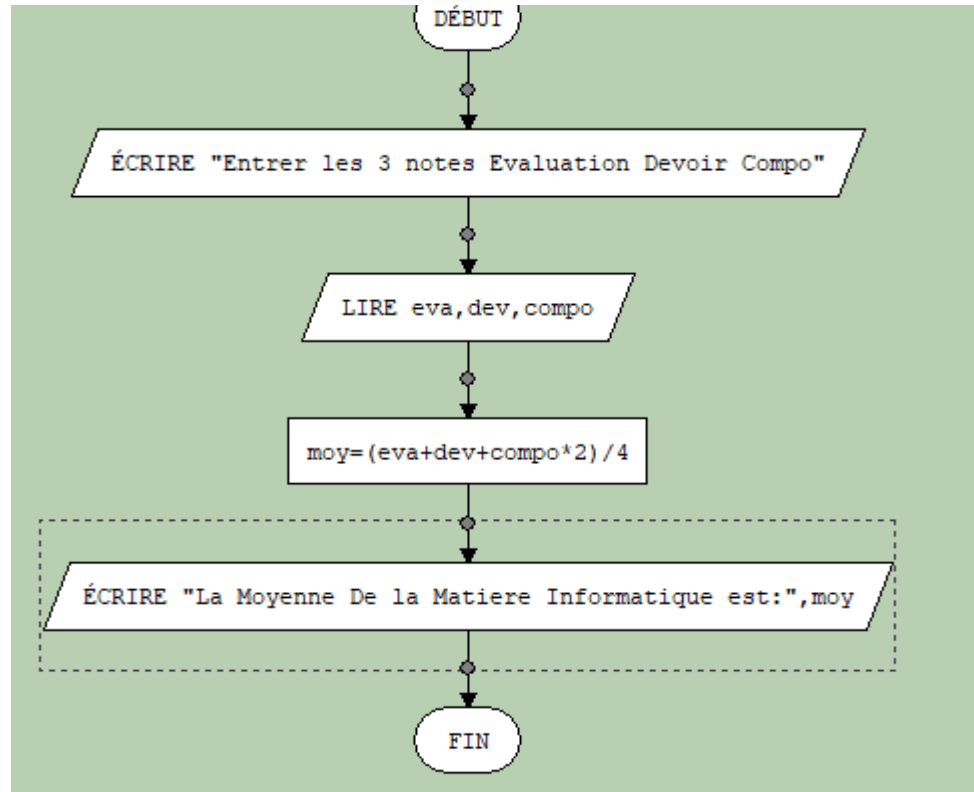 DÉBUT
ÉCRIRE "Entrer les 3 notes Evaluation Devoir Compo"
LIRE eva,dev,compo
moy=(eva+dev+compo*2)/4
ÉCRIRE "La Moyenne De la Matiere Informatique est:",moy
FIN